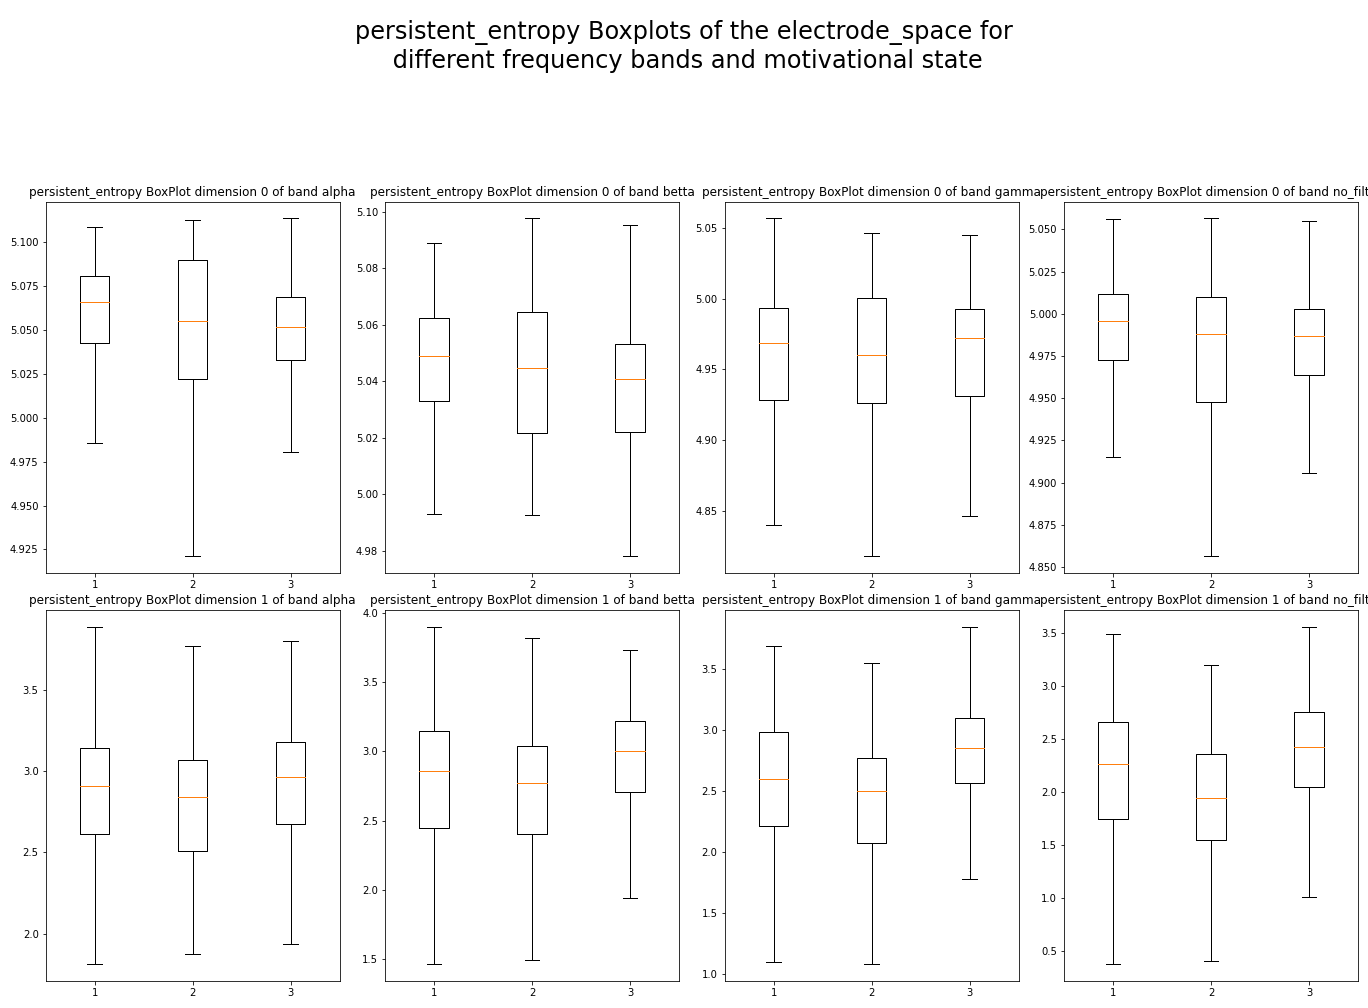 persistent_entropy Boxplots of the electrode_space for
different frequency bands and motivational state
persistent_entropy BoxPlot dimension 0 of band alpha
persistent_entropy BoxPlot dimension 0 of band betta
persistent_entropy BoxPlot dimension 0 of band gamma
persistent_entropy BoxPlot dimension 0 of band no_filt
5.100
5.075
5.050
5.025
5.000
4.975
4.950
4.925
1 2 3
5.10
5.08
5.06
5.04
5.02
5.00
4.98
1 2 3
5.05
5.00
4.95
4.90
4.85
1 2 3
5.050
5.025
5.000
4.975
4.950
4.925
4.900
4.875
4.850
1 2 3
persistent_entropy BoxPlot dimension 1 of band alpha
persistent_entropy BoxPlot dimension 1 of band betta
persistent_entropy BoxPlot dimension 1 of band gamma
persistent_entropy BoxPlot dimension 1 of band no_filt
3.5
3.0
2.5
2.0
1 2 3
4.0
3.5
3.0
2.5
2.0
1.5
1 2 3
3.5
3.0
2.5
2.0
1.5
1.0
1 2 3
3.5
3.0
2.5
2.0
1.5
1.0
0.5
1 2 3